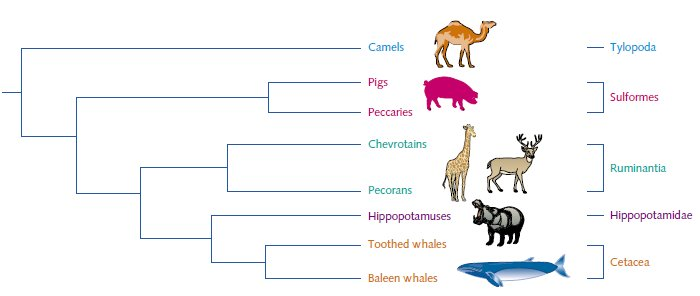 Camels
Tylopoda
Pigs
Sulformes
Peccaries
Chevrotains
Ruminantia
Pecorans
Hippopotamuses
Hippopotamidae
Toothed whales
Cetacea
Baleen whales